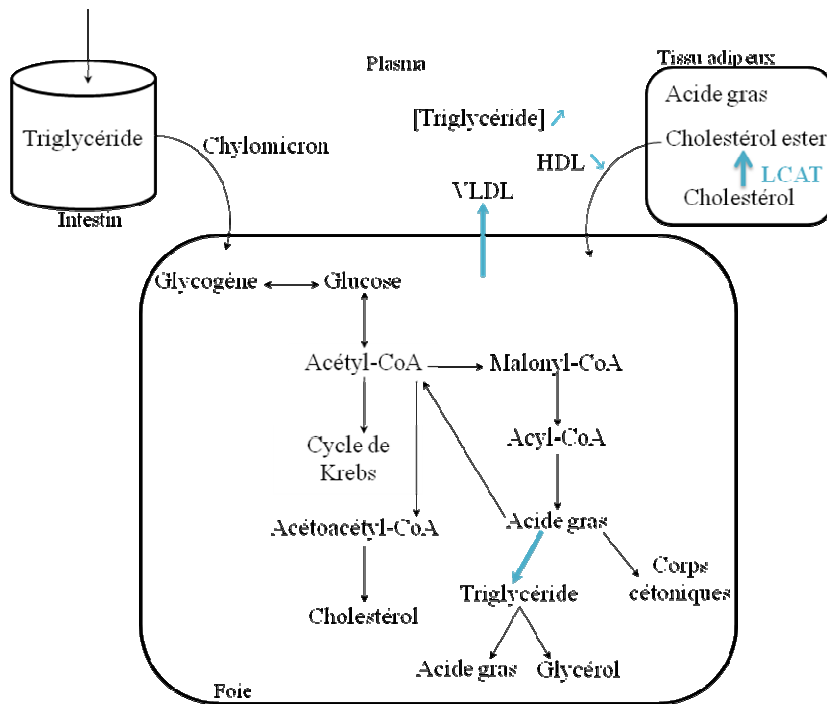 Plasma
Tissu adipeux
Triglycéride
Chylomicron
Intestin
[Triglycéride]
HDL
VLDL
Acide gras
Cholestérol ester
LCAT
Cholestérol
Glycogène
Glucose
Acétyl-CoA
Malonyl-CoA
Cycle de
Krebs
Acyl-CoA
Acétoacétyl-CoA
Acide gras
Cholestérol
Triglycéride
Corps
cétoniques
Acide gras
Glycérol
Foie